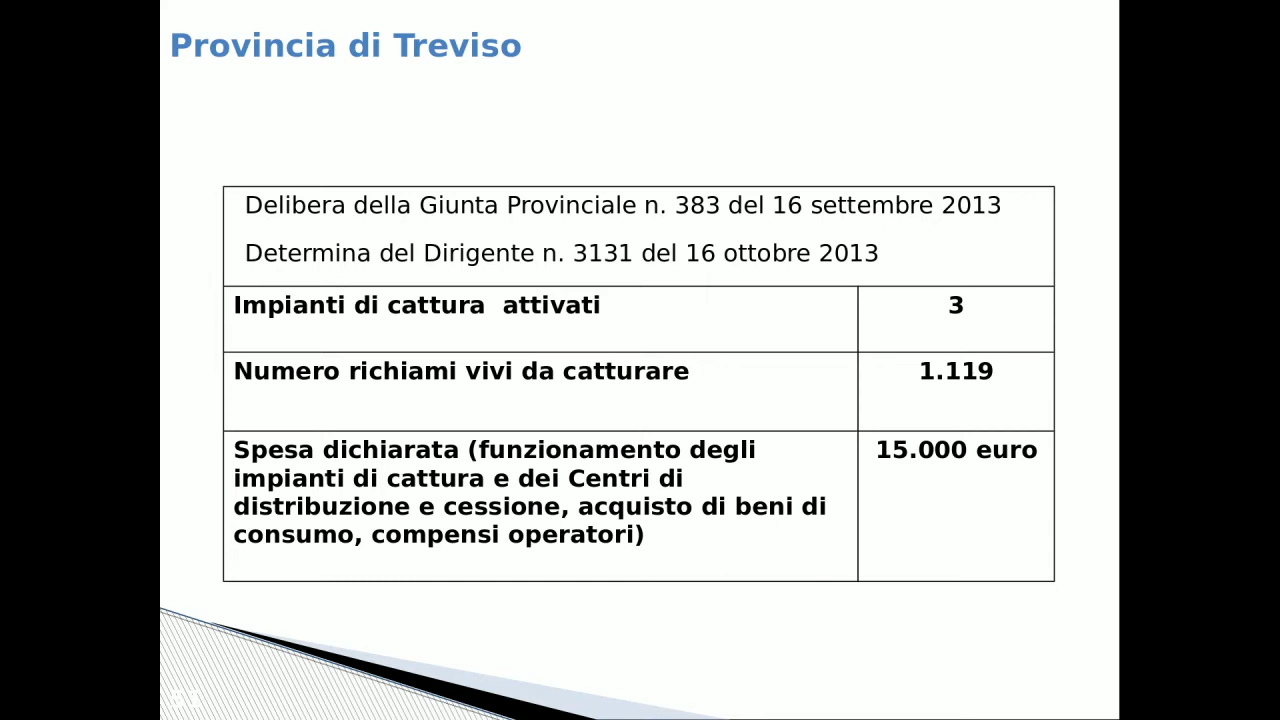 Provincia di Treviso
Delibera della Giunta Provinciale n. 383 del 16 settembre 2013
Determina del Dirigente n. 3131 del 16 ottobre 2013
Impianti di cattura  attivati
3
Numero richiami vivi da catturare
1.119
Spesa dichiarata (funzionamento degli
15.000 euro
impianti di cattura e dei Centri di
distribuzione e cessione, acquisto di beni di
consumo, compensi operatori)